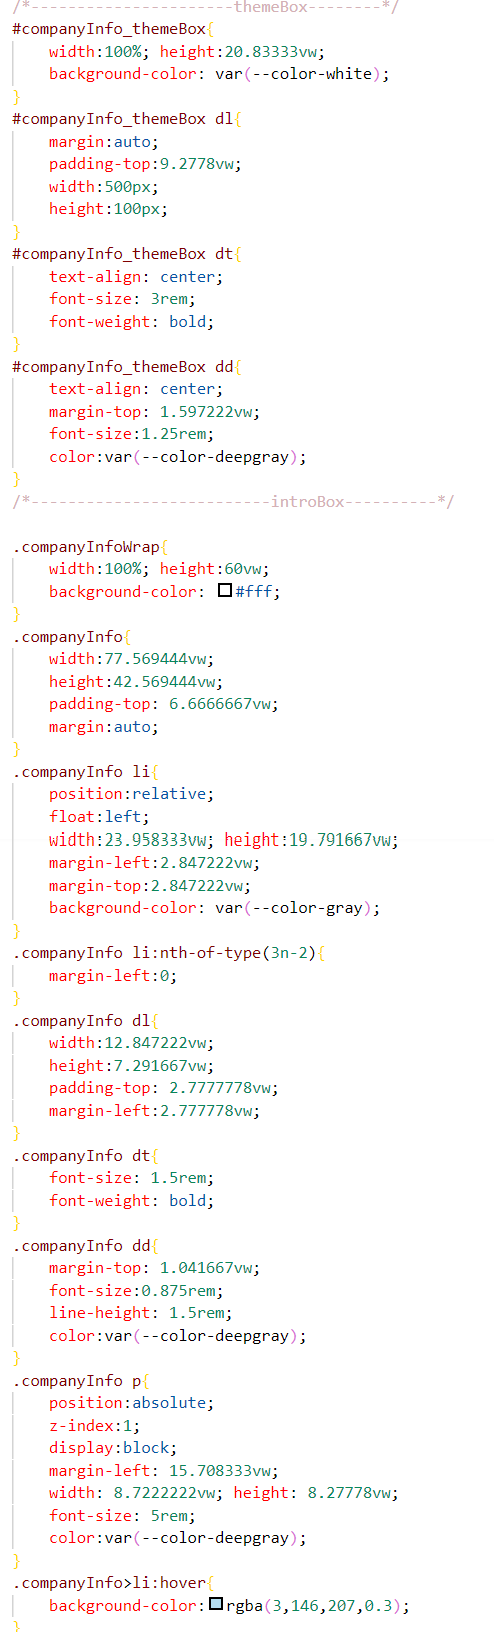 /*----------------------themeBox--------*/
#companyInfo_themeBox{
width:100%; height:20.83333vw;
background-color: var(--color-white);
}
#companyInfo_themeBox dl{
margin:auto;
padding-top:9.2778vw;
width:500px;
height:100px;
}
#companyInfo_themeBox dt{
text-align: center;
font-size: 3rem;
font-weight: bold;
}
#companyInfo_themeBox dd{
text-align: center;
margin-top: 1.597222vw;
font-size:1.25rem;
color:var(--color-deepgray);
}
/*--------------------------introBox----------*/
.companyInfoWrap{
width:100%; height:60vw;
background-color: #fff;
}
.companyInfo{
width:77.569444vw;
height:42.569444vw;
padding-top: 6.6666667vw;
margin:auto;
}
.companyInfo li{
position:relative;
float:left;
width:23.958333vw; height:19.791667vw;
margin-left:2.847222vw;
margin-top:2.847222vw;
background-color: var(--color-gray);
}
.companyInfo li:nth-of-type(3n-2){
margin-left:0;
}
.companyInfo dl{
width:12.847222vw;
height:7.291667vw;
padding-top: 2.7777778vw;
margin-left:2.777778vw;
}
.companyInfo dt{
font-size: 1.5rem;
font-weight: bold;
}
.companyInfo dd{
margin-top: 1.041667vw;
font-size:0.875rem;
line-height: 1.5rem;
color:var(--color-deepgray);
}
.companyInfo p{
position:absolute;
z-index:1;
display:block;
margin-left: 15.708333vw;
width: 8.7222222vw; height: 8.27778vw;
font-size: 5rem;
color:var(--color-deepgray);
}
.companyInfo>li:hover{
background-color:rgba(3,146,207,0.3);
}